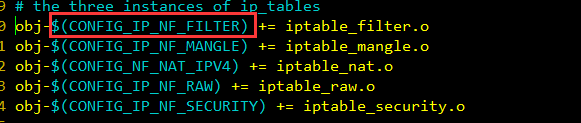 9 # the three instances of ip_tables
0 obj-$(CONFIG_IP_NF_FILTER) += iptable_filter.o
1 obj-$(CONFIG_IP_NF_MANGLE) += iptable_mangle.o
2 obj-$(CONFIG_NF_NAT_IPV4) += iptable_nat.o
3 obj-$(CONFIG_IP_NF_RAW) += iptable_raw.o
4 obj-$(CONFIG_IP_NF_SECURITY) += iptable_security.o